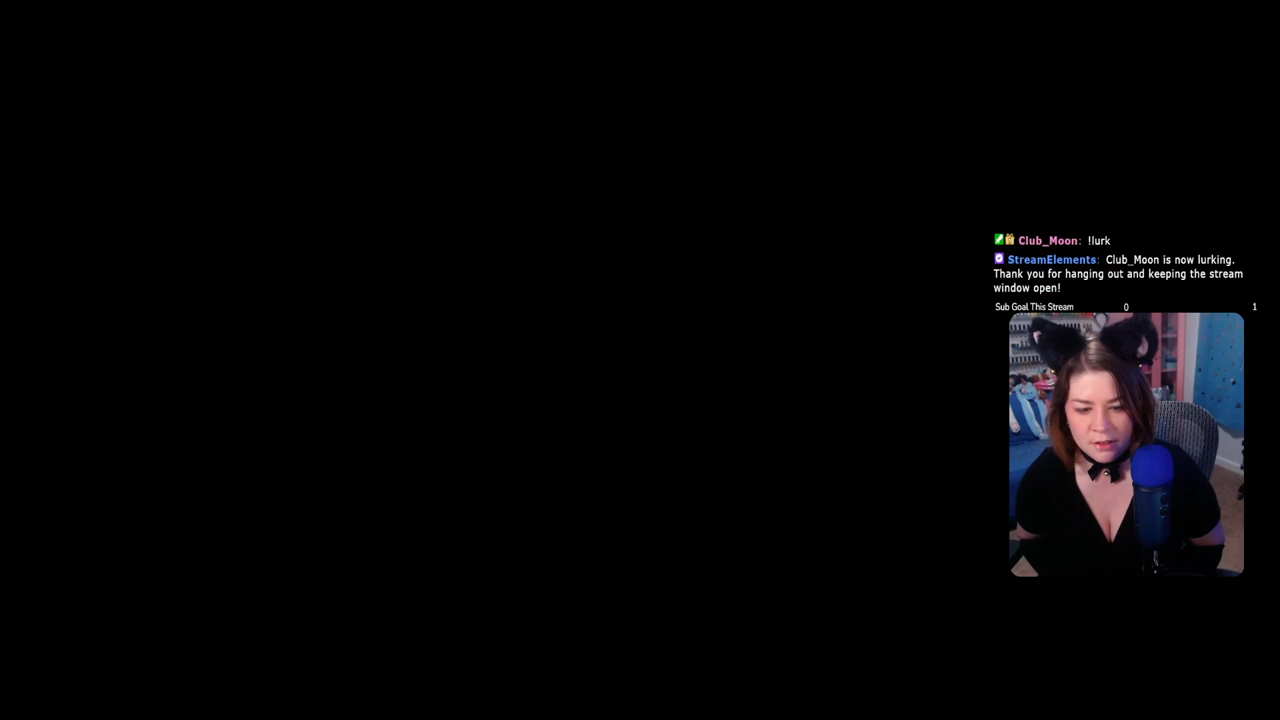 Club_Moon: !lurk
StreamElements: Club_Moon is now lurking.
Thank you for hanging out and keeping the stream
window open!
Sub Goal This Stream 0 1